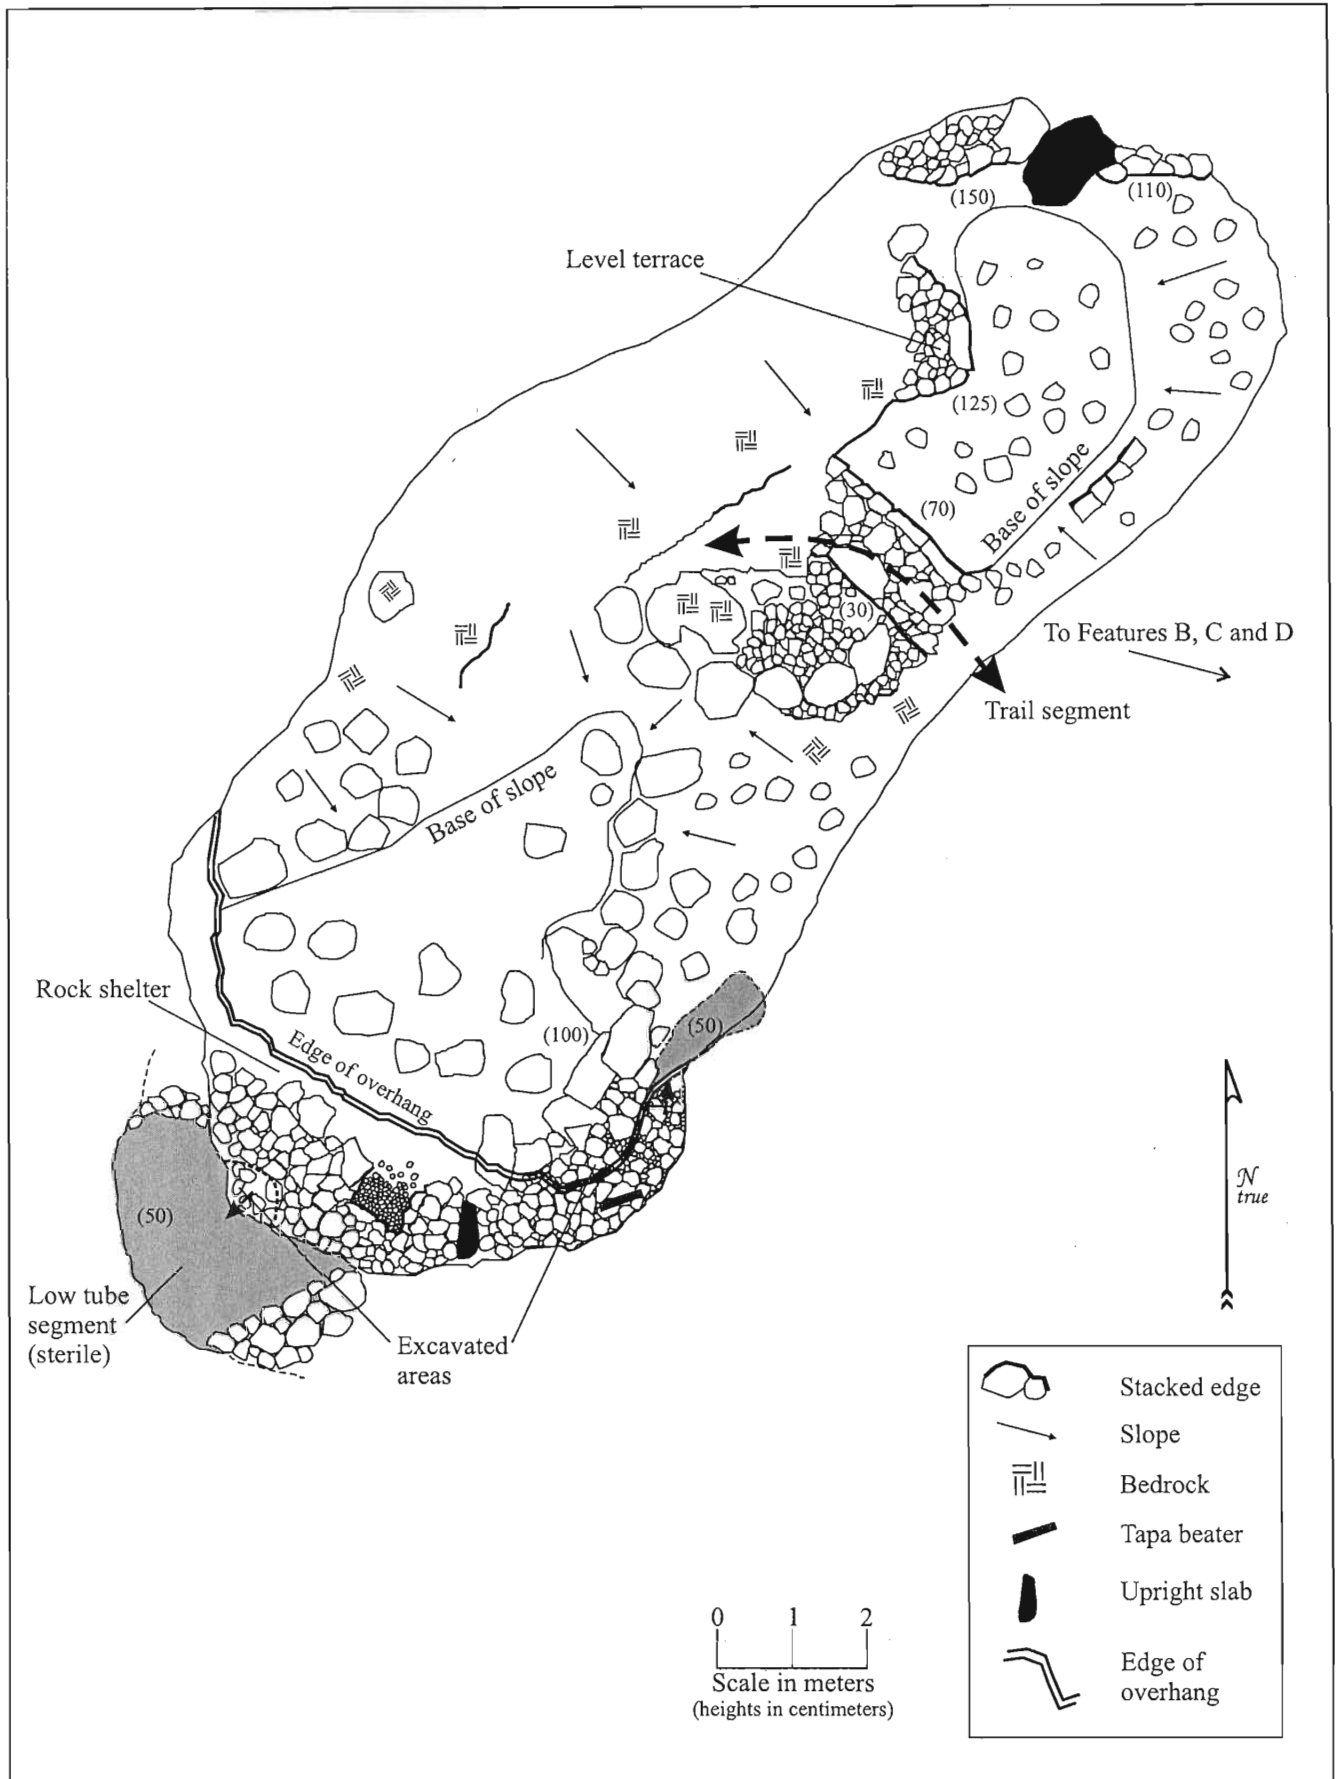 (150)
(110)
Level terrace
(125)
(70)
Base of slope
(30)
To Features B, C and D
Trail segment
Base of slope
Rock shelter
(50)
(100)
Edge of overhang
(50)
Low tube
segment
(sterile)
Excavated
areas
N
true
Stacked edge
Slope
Bedrock
Tapa beater
Upright slab
Edge of
overhang
0 1 2
Scale in meters
(heights in centimeters)